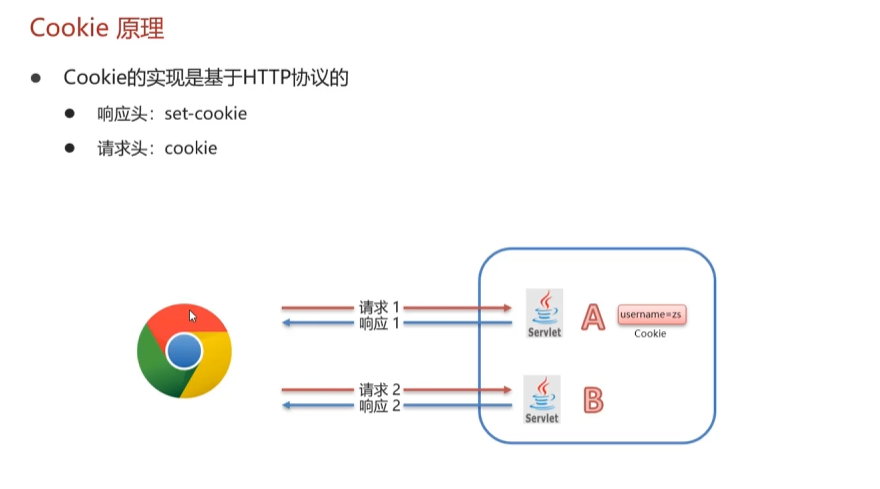 Cookie 原理
Cookie的实现是基于HTTP协议的
响应头：set-cookie
请求头：cookie
请求 1
响应 1
Servlet
A
username=zs
Cookie
请求 2
响应 2
Servlet
B